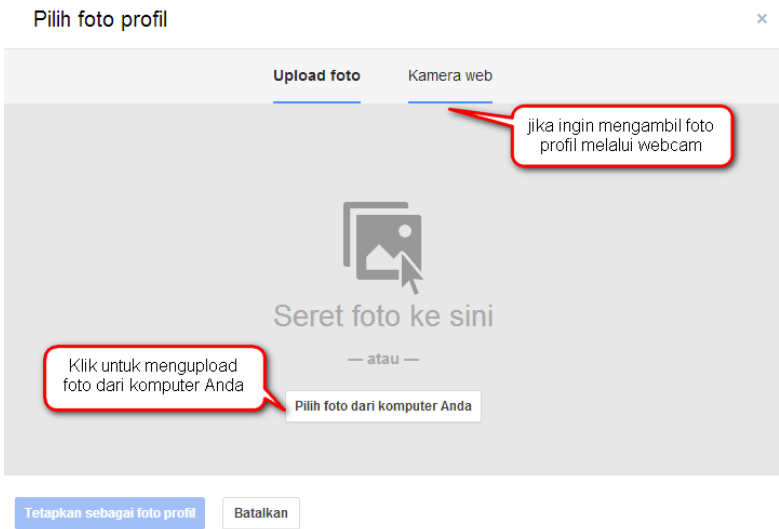 Pilih foto profil
×
Upload foto
Kamera web
jika ingin mengambil foto
profil melalui webcam
Seret foto ke sini
— atau —
Klik untuk mengupload
foto dari komputer Anda
Pilih foto dari komputer Anda
Tetapkan sebagai foto profil
Batalkan